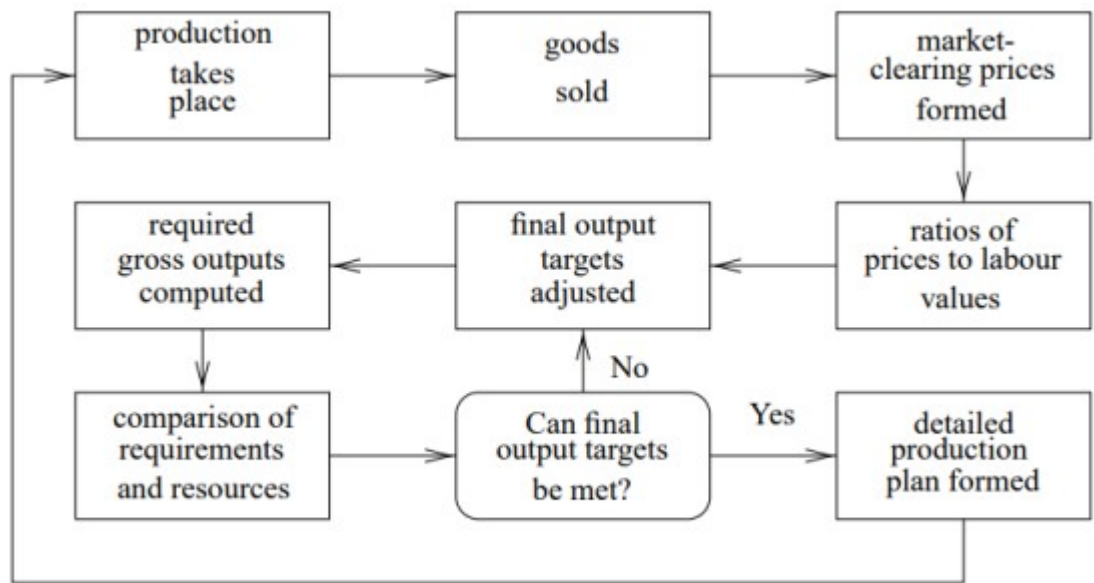 production
takes
place
goods
sold
market-
clearing prices
formed
required
gross outputs
computed
final output
targets
adjusted
ratios of
prices to labour
values
No
comparison of
requirements
and resources
Can final
output targets
be met?
Yes
detailed
production
plan formed